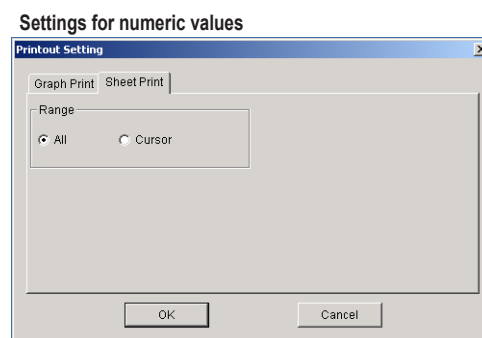 Settings for numeric values
Printout Setting
Graph Print Sheet Print
Range
All Cursor
OK Cancel